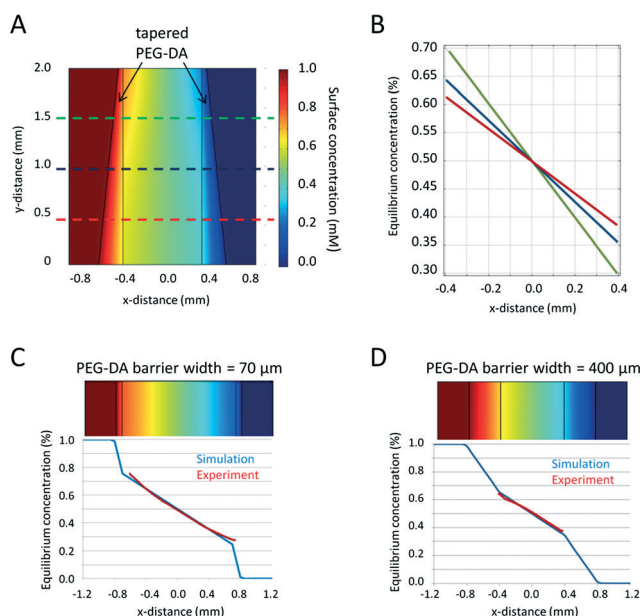 A
tapered
PEG-DA
2.0
1.5
1.0
0.5
0
y-distance (mm)
-0.8
-0.4
0.0
0.4
0.8
x-distance (mm)
1.0
0.8
0.6
0.4
0.2
0.0
Surface concentration (mM)
B
0.70
0.65
0.60
0.55
0.50
0.45
0.40
0.35
0.30
Equilibrium concentration (%)
-0.4
-0.2
0.0
0.2
0.4
x-distance (mm)
C
PEG-DA barrier width = 70 μm
1.0
0.8
0.6
0.4
0.2
0.0
Equilibrium concentration (%)
Simulation
Experiment
-1.2
-0.8
-0.4
0.0
0.4
0.8
1.2
x-distance (mm)
D
PEG-DA barrier width = 400 μm
1.0
0.8
0.6
0.4
0.2
0.0
Equilibrium concentration (%)
Simulation
Experiment
-1.2
-0.8
-0.4
0.0
0.4
0.8
1.2
x-distance (mm)